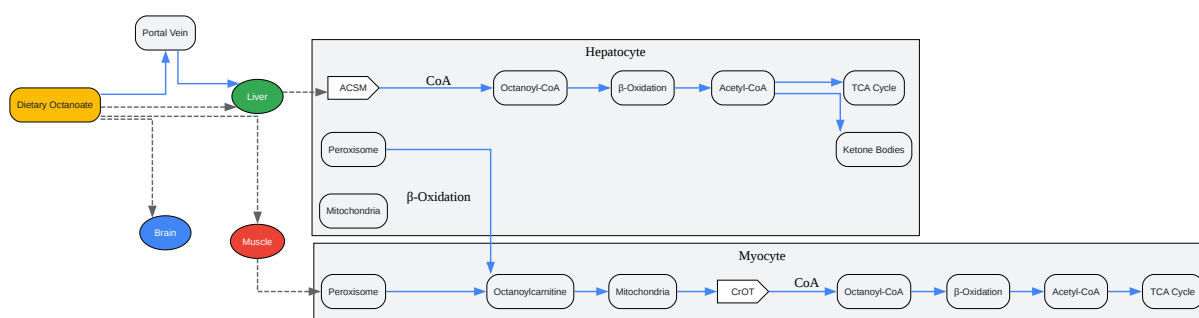 Portal Vein
Dietary Octanoate
Liver
Brain
Muscle
Hepatocyte
ACSM
CoA
Octanoyl-CoA
β-Oxidation
Acetyl-CoA
TCA Cycle
Ketone Bodies
Peroxisome
β-Oxidation
Mitochondria
Myocyte
Peroxisome
Octanoylcarnitine
Mitochondria
CrOT
CoA
Octanoyl-CoA
β-Oxidation
Acetyl-CoA
TCA Cycle